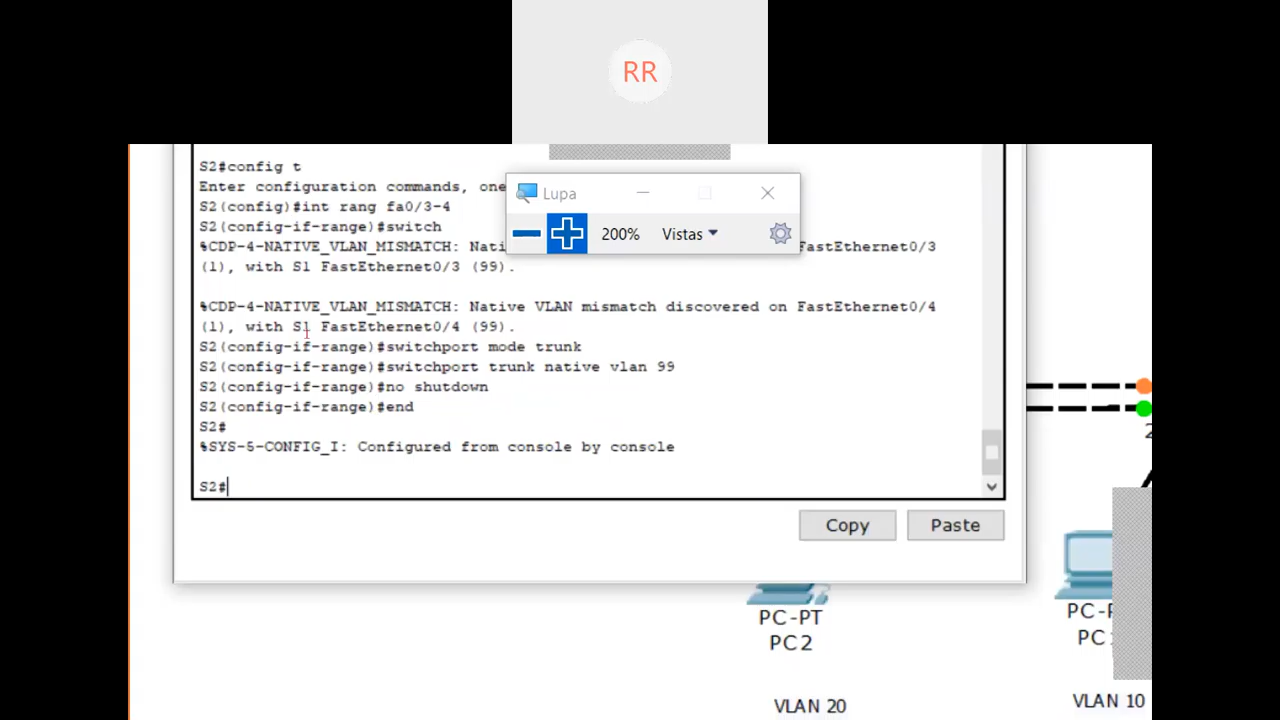 RR
S2#config t
Enter configuration commands, one
S2(config)#int rang fa0/3-4
S2(config-if-range)#switch
%CDP-4-NATIVE_VLAN_MISMATCH: Nati FastEthernet0/3
(1), with S1 FastEthernet0/3 (99).
%CDP-4-NATIVE_VLAN_MISMATCH: Native VLAN mismatch discovered on FastEthernet0/4
(1), with S1 FastEthernet0/4 (99).
S2(config-if-range)#switchport mode trunk
S2(config-if-range)#switchport trunk native vlan 99
S2(config-if-range)#no shutdown
S2(config-if-range)#end
S2#
%SYS-5-CONFIG_I: Configured from console by console
S2#
Lupa
200% Vistas
Copy Paste
PC-PT
PC2
VLAN 20
PC-P
PC
VLAN 10